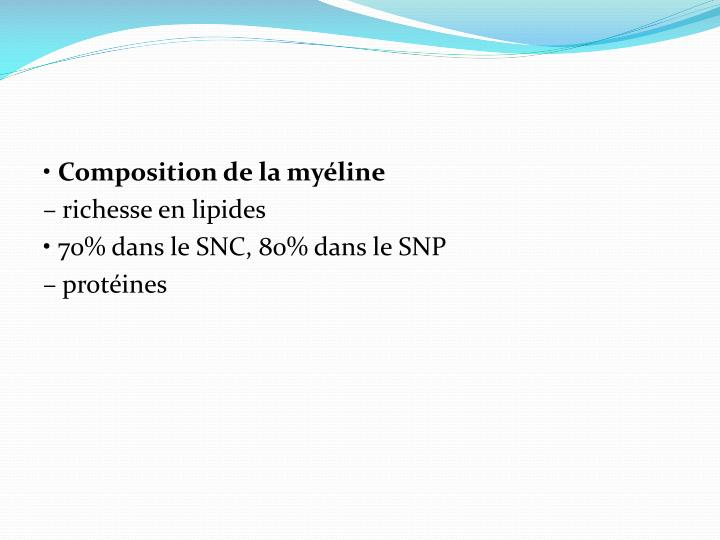 • Composition de la myéline
– richesse en lipides
• 70% dans le SNC, 80% dans le SNP
– protéines